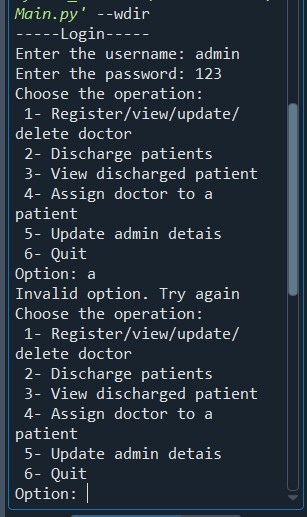 Main.py' --wdir
-----Login-----
Enter the username: admin
Enter the password: 123
Choose the operation:
 1- Register/view/update/
delete doctor
 2- Discharge patients
 3- View discharged patient
 4- Assign doctor to a
patient
 5- Update admin detais
 6- Quit
Option: a
Invalid option. Try again
Choose the operation:
 1- Register/view/update/
delete doctor
 2- Discharge patients
 3- View discharged patient
 4- Assign doctor to a
patient
 5- Update admin detais
 6- Quit
Option: